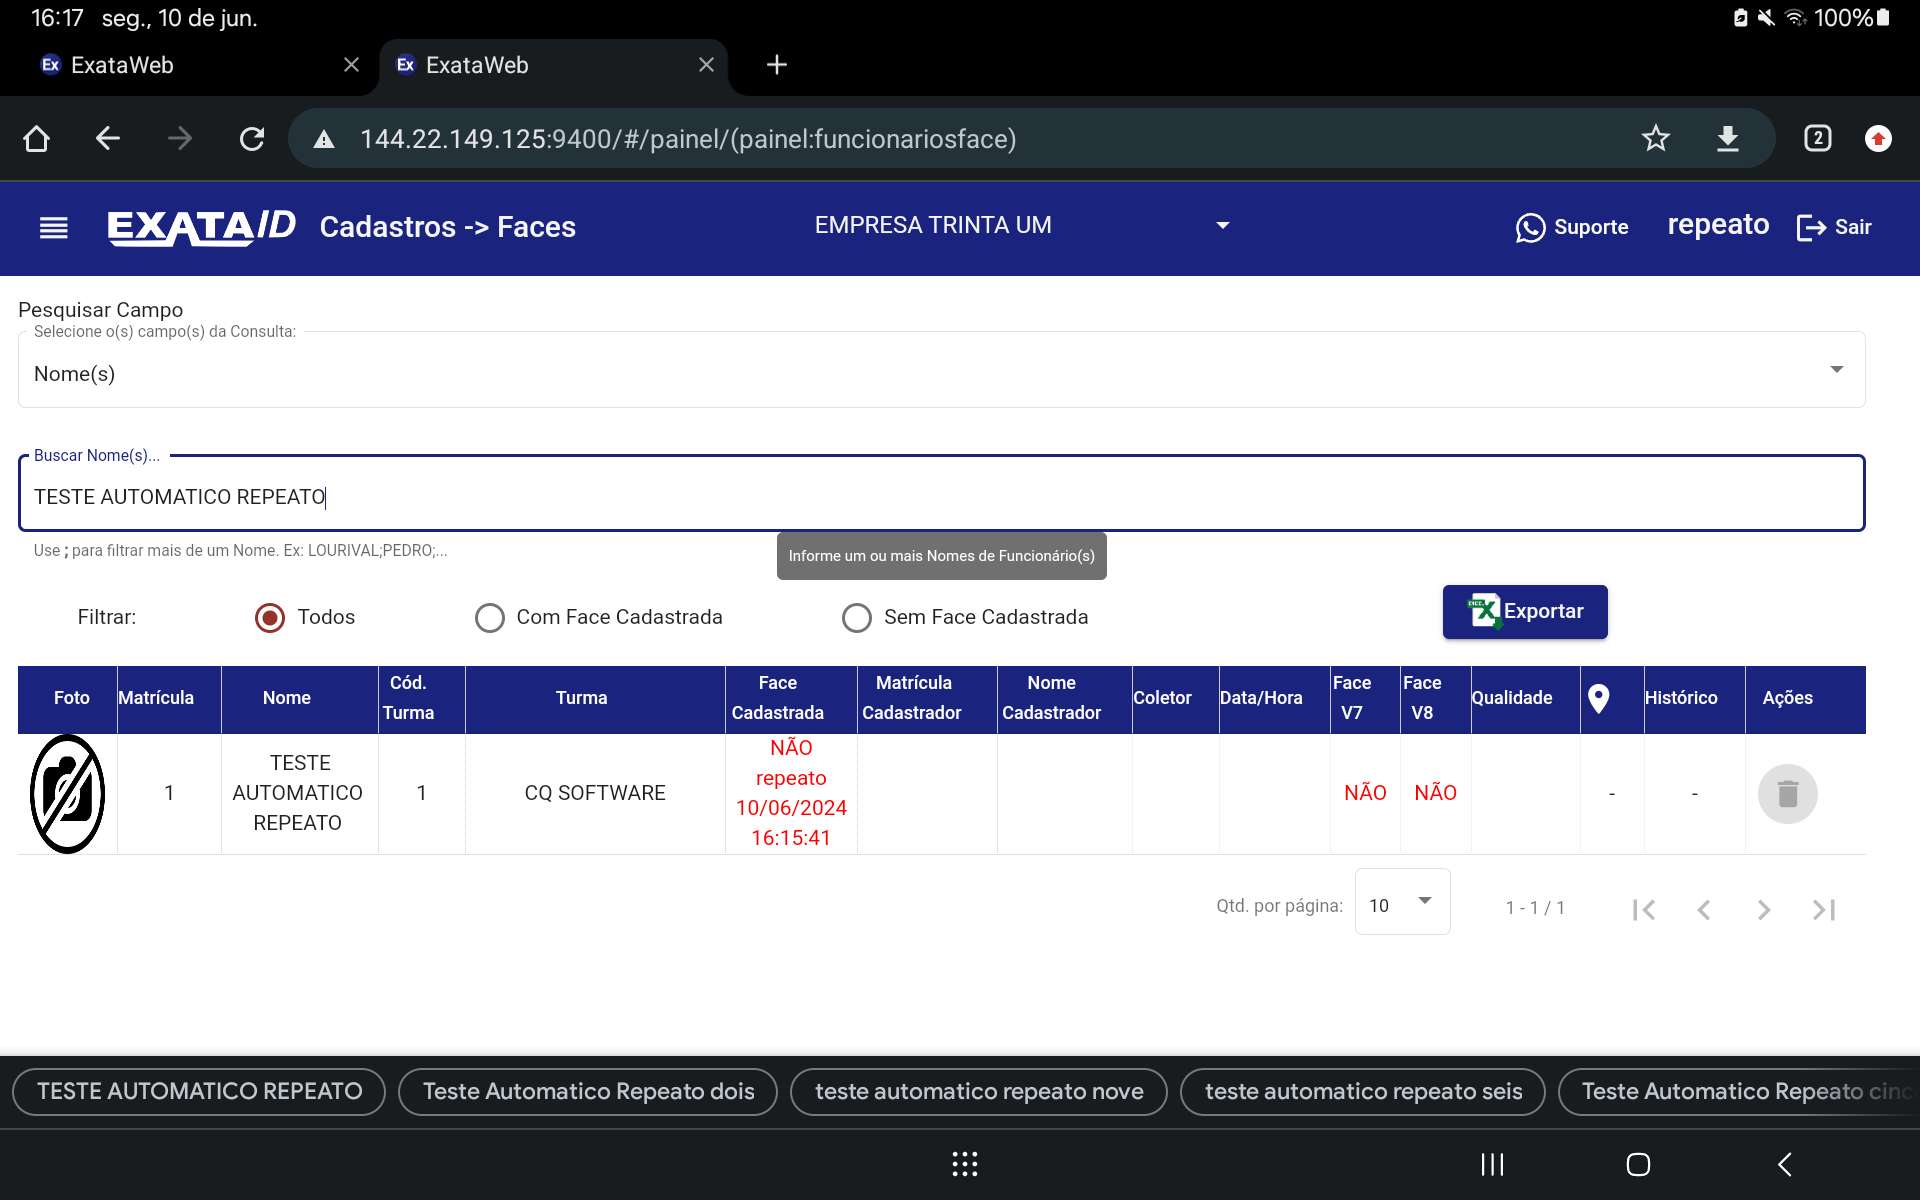 16:17 seg., 10 de jun.
100%
Ex ExataWeb
Ex ExataWeb
144.22.149.125:9400/#/painel/(painel:funcionariosface)
2
EXATA/ID Cadastros -> Faces
EMPRESA TRINTA UM
Suporte
repeato
Sair
Pesquisar Campo
Selecione o(s) campo(s) da Consulta:
Nome(s)
Buscar Nome(s)...
TESTE AUTOMATICO REPEATO
Use ; para filtrar mais de um Nome. Ex: LOURIVAL;PEDRO;...
Informe um ou mais Nomes de Funcionário(s)
Filtrar: Todos Com Face Cadastrada Sem Face Cadastrada
Exportar
Foto
Matrícula
Nome
Cód.
Turma
Turma
Face
Cadastrada
Matrícula
Cadastrador
Nome
Cadastrador
Coletor
Data/Hora
Face
V7
Face
V8
Qualidade
Histórico
Ações
1
TESTE
AUTOMATICO
REPEATO
1
CQ SOFTWARE
NÃO
repeato
10/06/2024
16:15:41
NÃO
NÃO
-
-
Qtd. por página: 10
1 - 1 / 1
TESTE AUTOMATICO REPEATO
Teste Automatico Repeato dois
teste automatico repeato nove
teste automatico repeato seis
Teste Automatico Repeato cinc